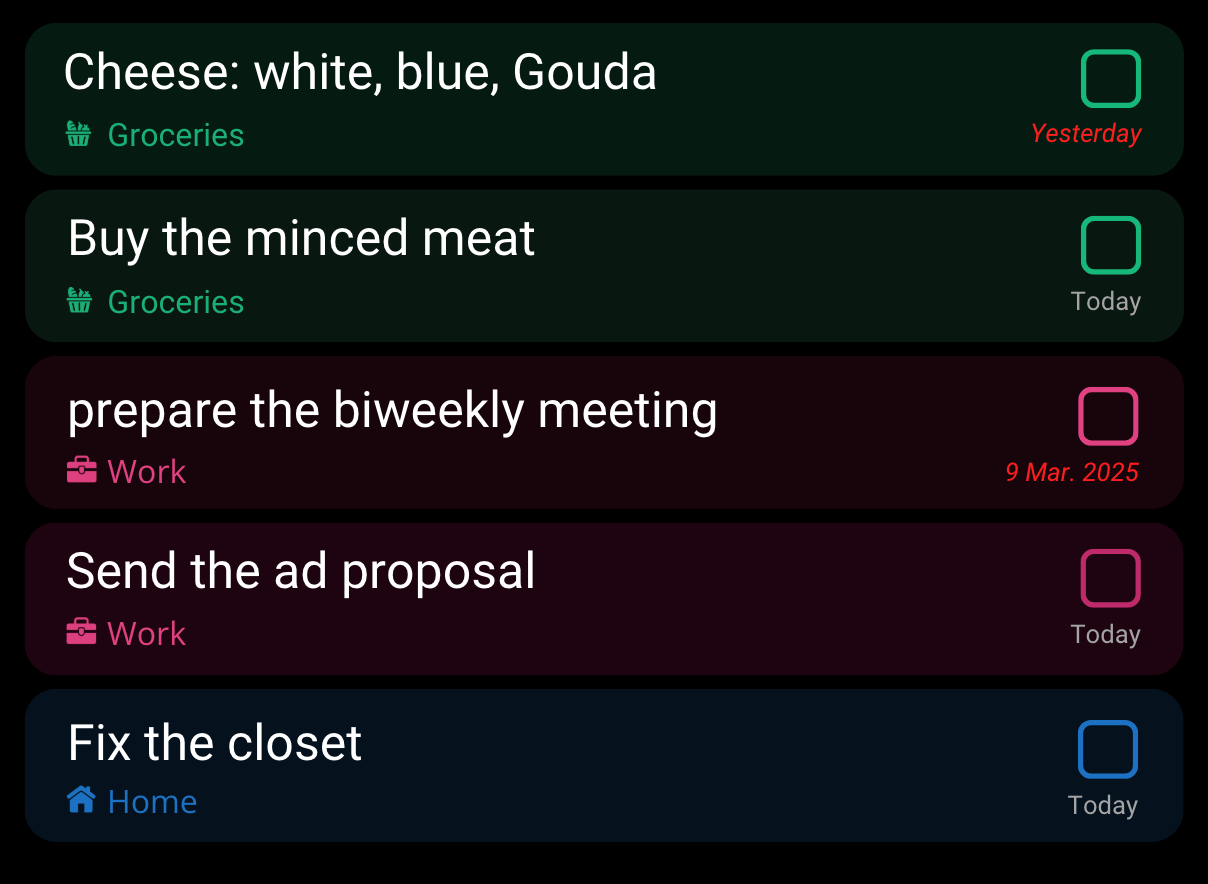 Cheese: white, blue, Gouda
Groceries
Yesterday
Buy the minced meat
Groceries
Today
prepare the biweekly meeting
Work
9 Mar. 2025
Send the ad proposal
Work
Today
Fix the closet
Home
Today